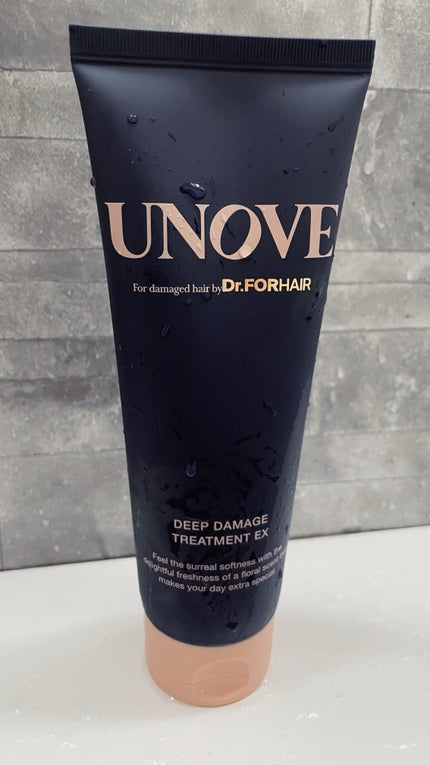 UNOVE
For damaged hair by Dr.FORHAIR
DEEP DAMAGE
TREATMENT EX
Feel the surreal softness with the
delightful freshness of a floral scent
makes your day extra special